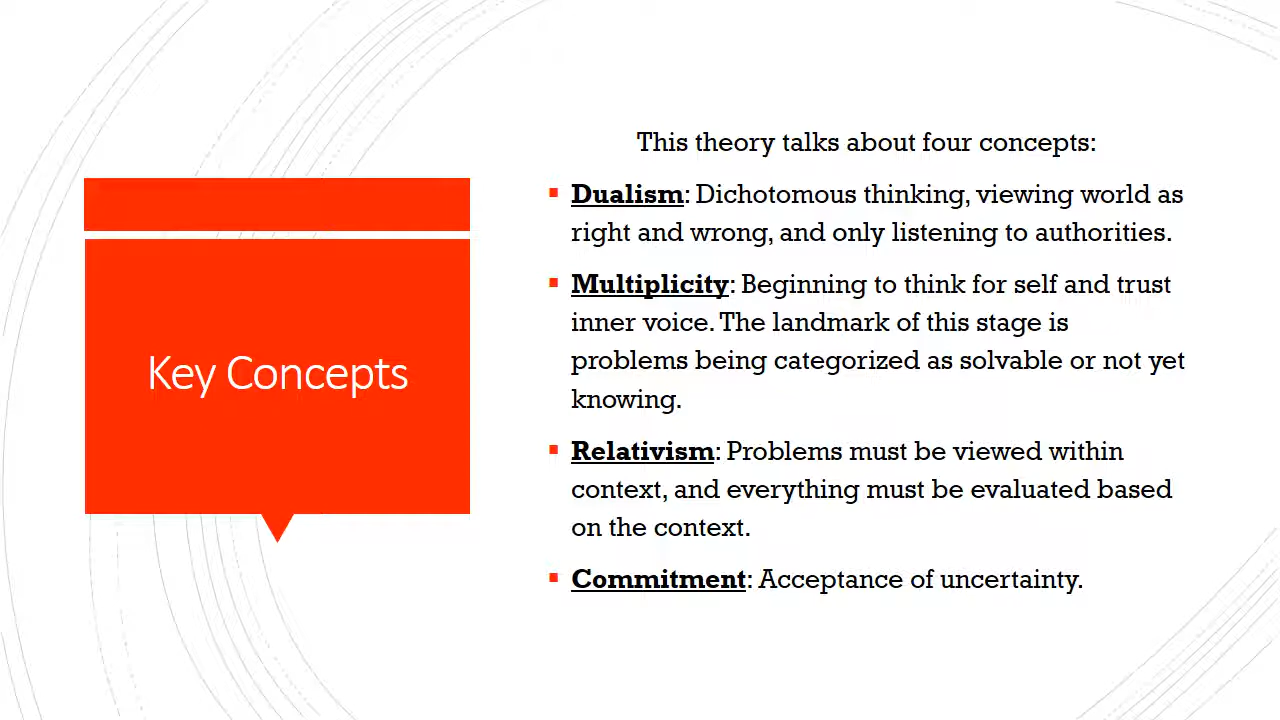 Key Concepts
This theory talks about four concepts:
Dualism: Dichotomous thinking, viewing world as
right and wrong, and only listening to authorities.
Multiplicity: Beginning to think for self and trust
inner voice. The landmark of this stage is
problems being categorized as solvable or not yet
knowing.
Relativism: Problems must be viewed within
context, and everything must be evaluated based
on the context.
Commitment: Acceptance of uncertainty.